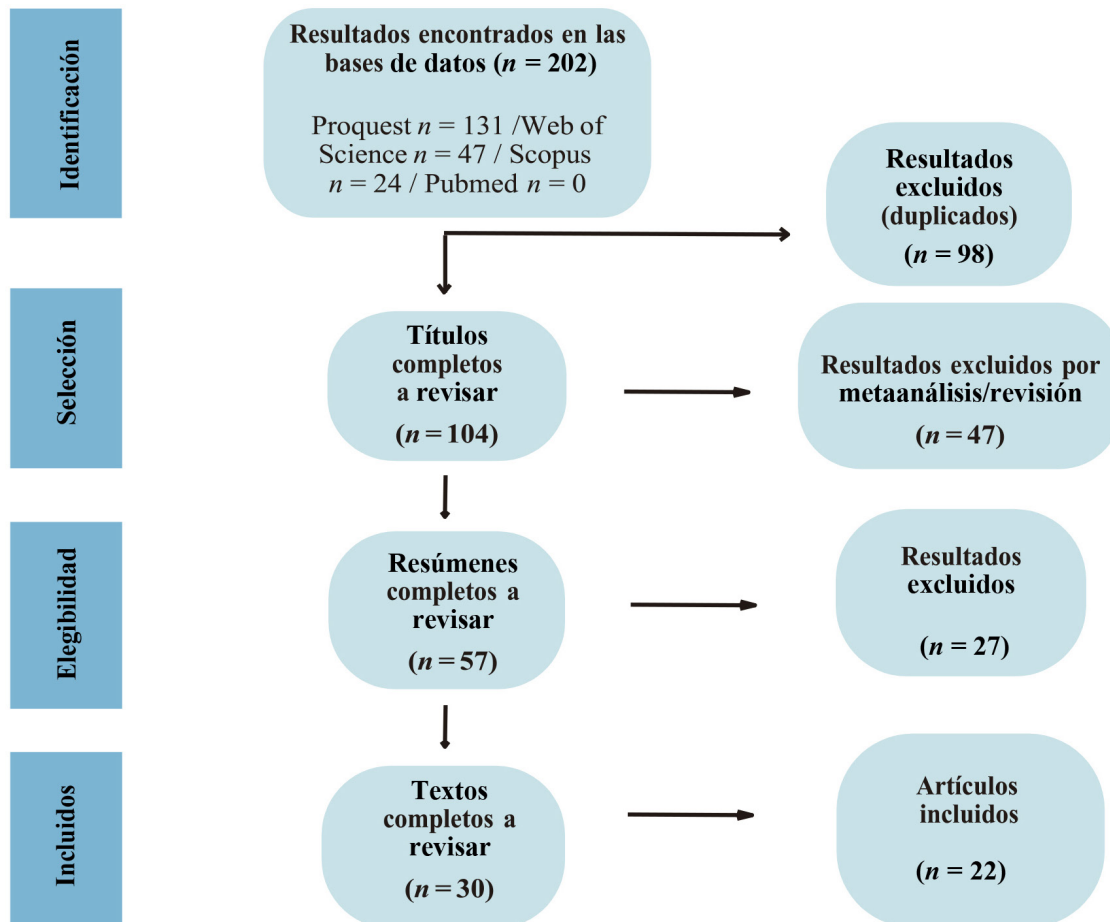 Identificación
Resultados encontrados en las
bases de datos (n = 202)
Proquest n = 131 /Web of
Science n = 47 / Scopus
n = 24 / Pubmed n = 0
Resultados
excluidos
(duplicados)
(n = 98)
Selección
Títulos
completos
a revisar
(n = 104)
Resultados excluidos por
metaanálisis/revisión
(n = 47)
Elegibilidad
Resúmenes
completos a
revisar
(n = 57)
Resultados
excluidos
(n = 27)
Incluidos
Textos
completos a
revisar
(n = 30)
Artículos
incluidos
(n = 22)